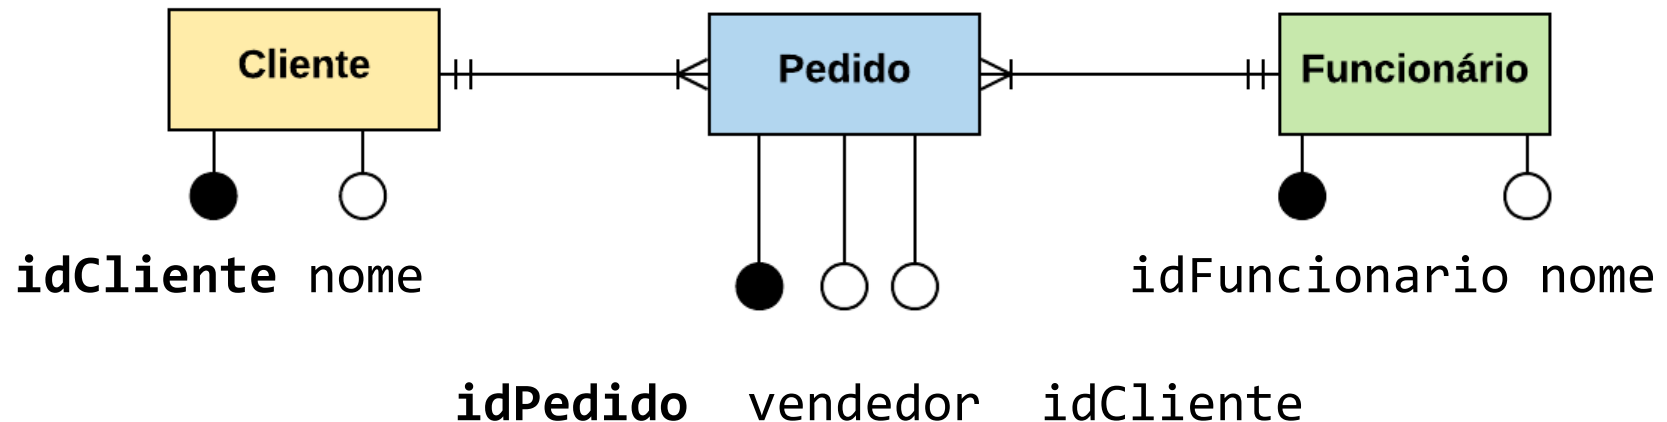 Cliente
Pedido
Funcionário
idCliente nome
idFuncionario nome
idPedido vendedor idCliente